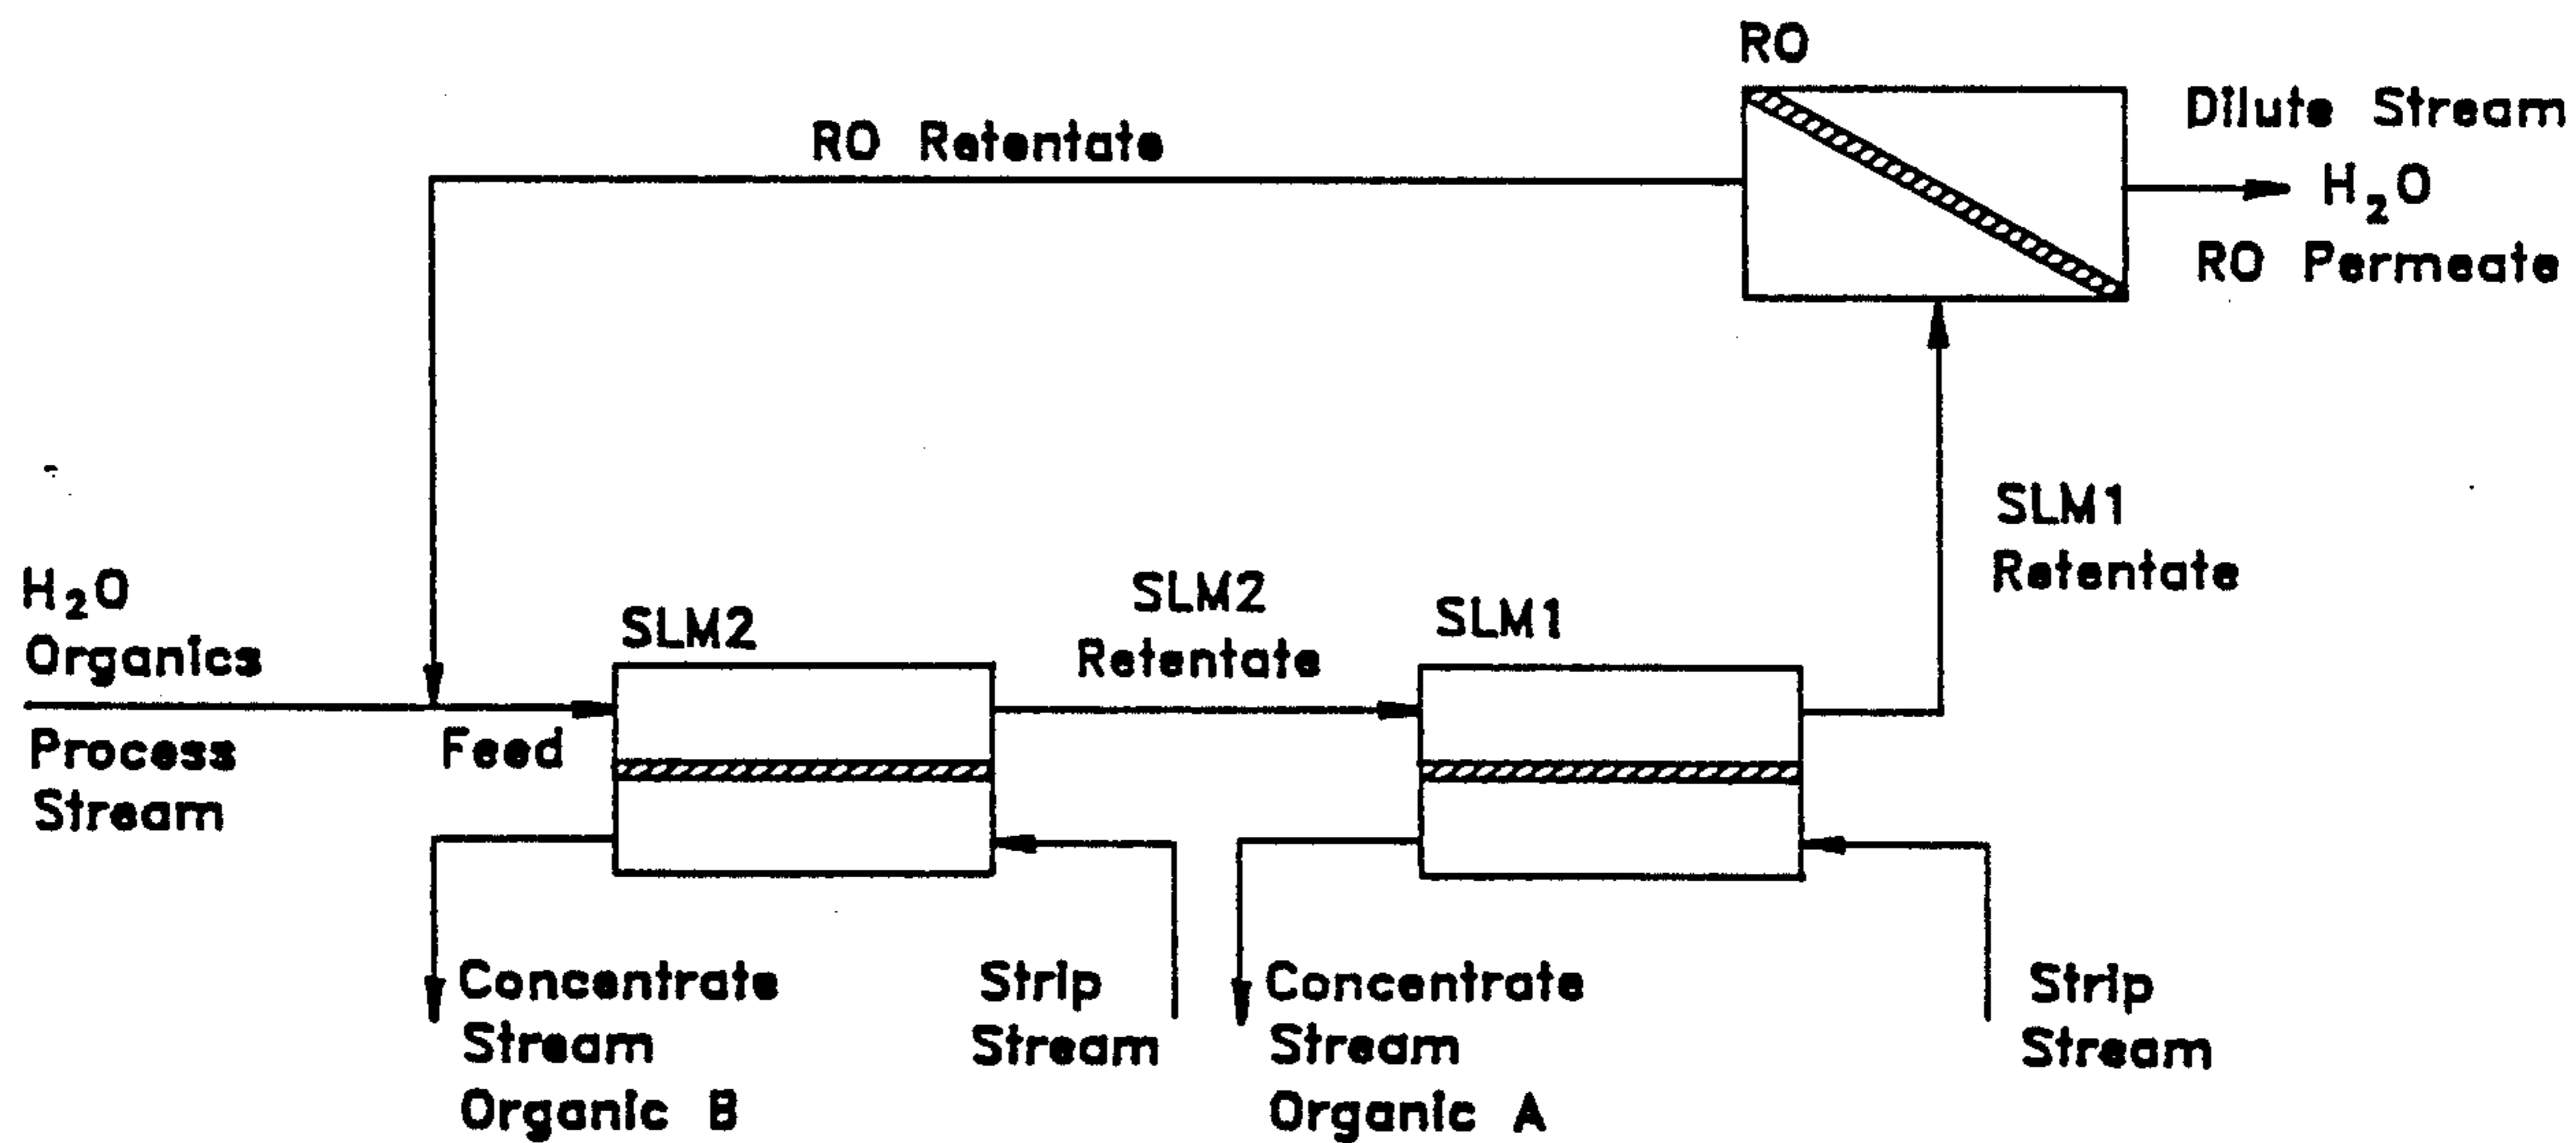 RO
Dilute Stream
RO Retentate
H₂O
RO Permeate
SLM1
Retentate
H₂O
Organics
SLM2
SLM2
Retentate
SLM1
Process
Stream
Feed
Concentrate
Stream
Organic B
Strip
Stream
Concentrate
Stream
Organic A
Strip
Stream